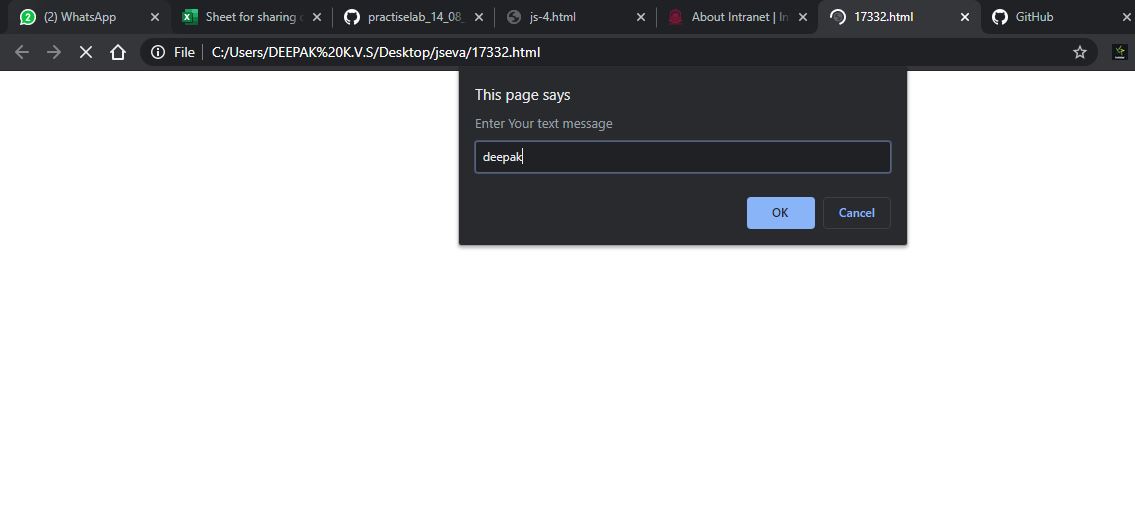 2 (2) WhatsApp
Sheet for sharing
practiselab_14_08_
js-4.html
About Intranet | In
17332.html
GitHub
File C:/Users/DEEPAK%20K.V.S/Desktop/jseva/17332.html
This page says
Enter Your text message
deepak
OK Cancel